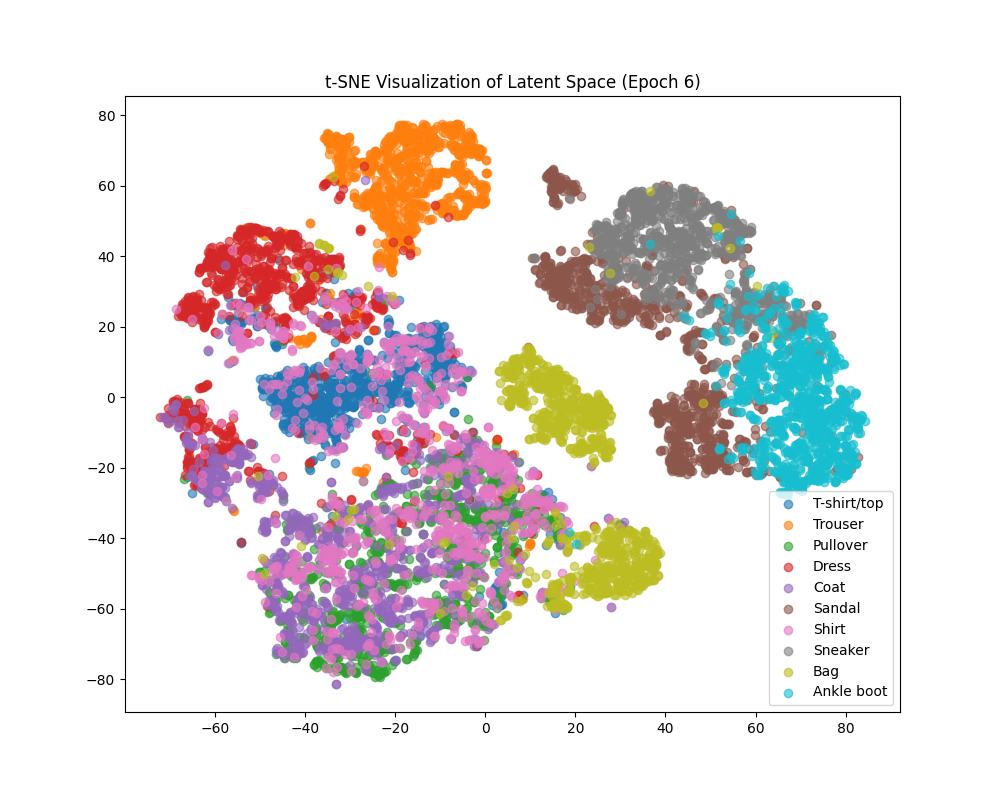 t-SNE Visualization of Latent Space (Epoch 6)
80
60
40
20
0
−20
−40
−60
−80
−60 −40 −20 0 20 40 60 80
T-shirt/top
Trouser
Pullover
Dress
Coat
Sandal
Shirt
Sneaker
Bag
Ankle boot